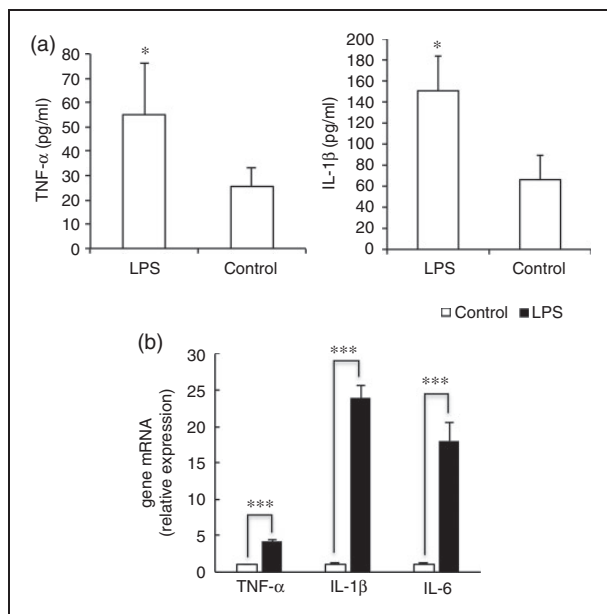 (a)
TNF-α (pg/ml)
80
70
60
50
40
30
20
10
0
*
LPS
Control
IL-1β (pg/ml)
200
180
160
140
120
100
80
60
40
20
0
*
LPS
Control
Control LPS
(b)
gene mRNA
(relative expression)
30
25
20
15
10
5
0
***
***
***
TNF-α
IL-1β
IL-6